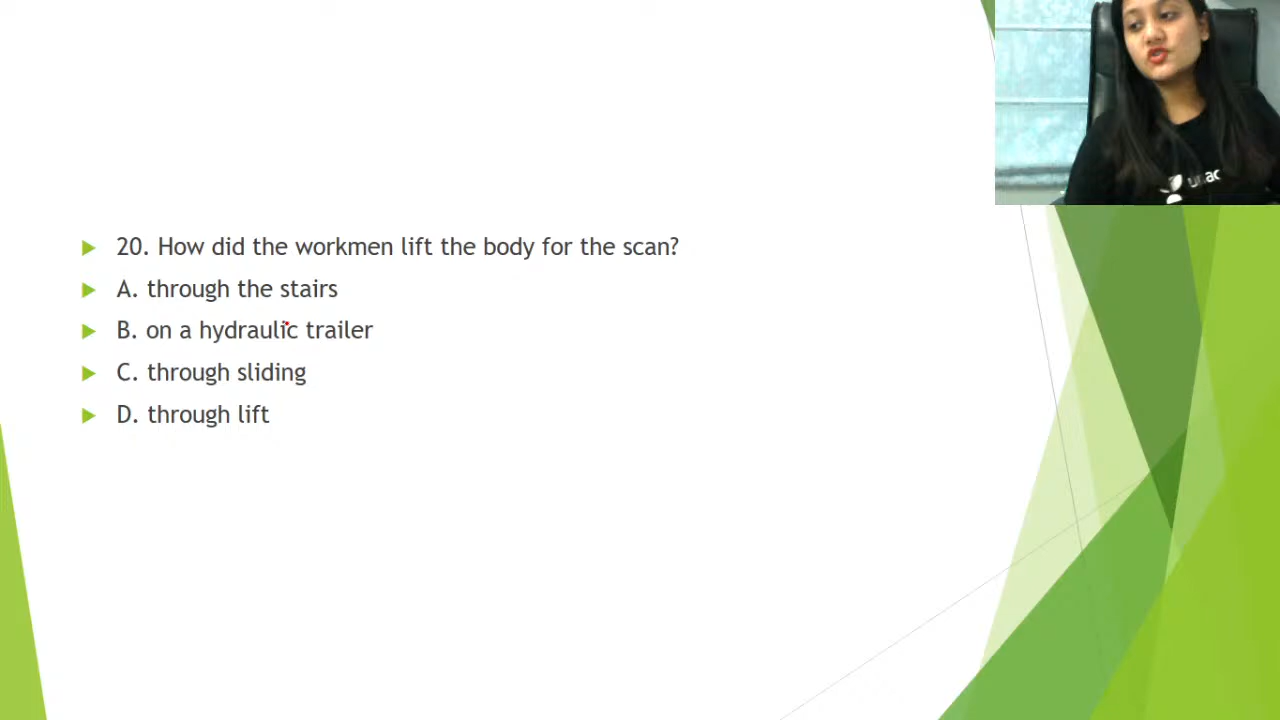 20. How did the workmen lift the body for the scan?
A. through the stairs
B. on a hydraulic trailer
C. through sliding
D. through lift